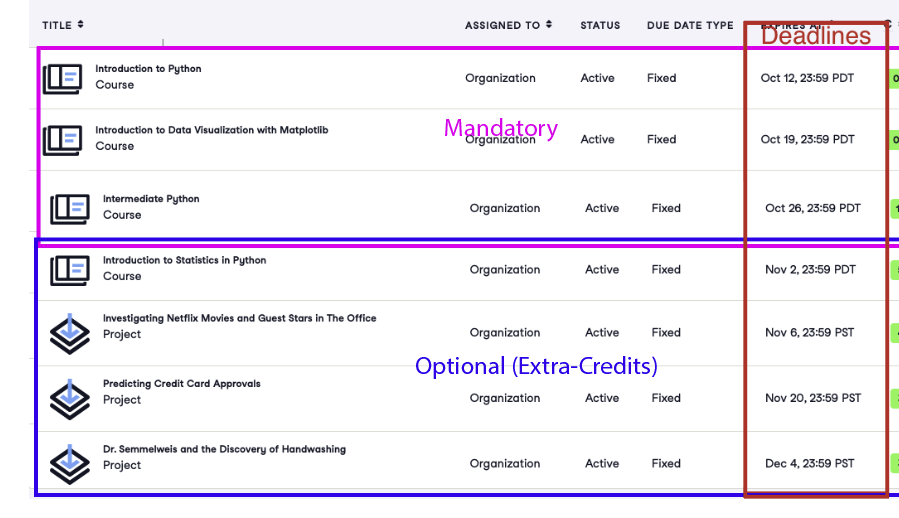 TITLE ASSIGNED TO STATUS DUE DATE TYPE EXPIRES AT
Deadlines
Introduction to Python
Course Organization Active Fixed Oct 12, 23:59 PDT
Mandatory
Introduction to Data Visualization with Matplotlib
Course Organization Active Fixed Oct 19, 23:59 PDT
Intermediate Python
Course Organization Active Fixed Oct 26, 23:59 PDT
Introduction to Statistics in Python
Course Organization Active Fixed Nov 2, 23:59 PDT
Investigating Netflix Movies and Guest Stars in The Office
Project Organization Active Fixed Nov 6, 23:59 PST
Optional (Extra-Credits)
Predicting Credit Card Approvals
Project Organization Active Fixed Nov 20, 23:59 PST
Dr. Semmelweis and the Discovery of Handwashing
Project Organization Active Fixed Dec 4, 23:59 PST